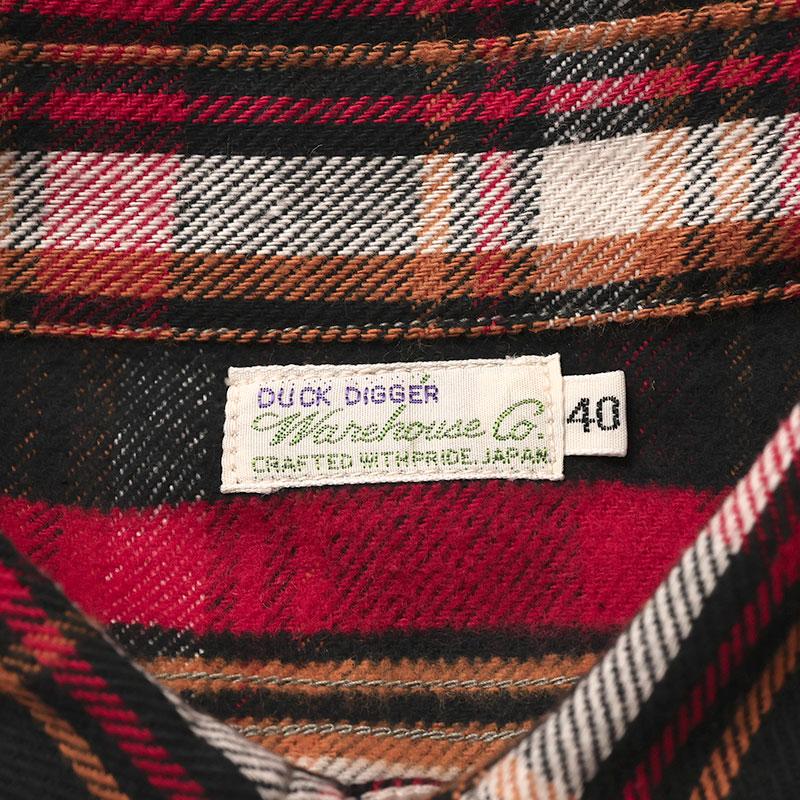 DUCK DIGGER
Warehouse Co.
CRAFTED WITH PRIDE, JAPAN
40